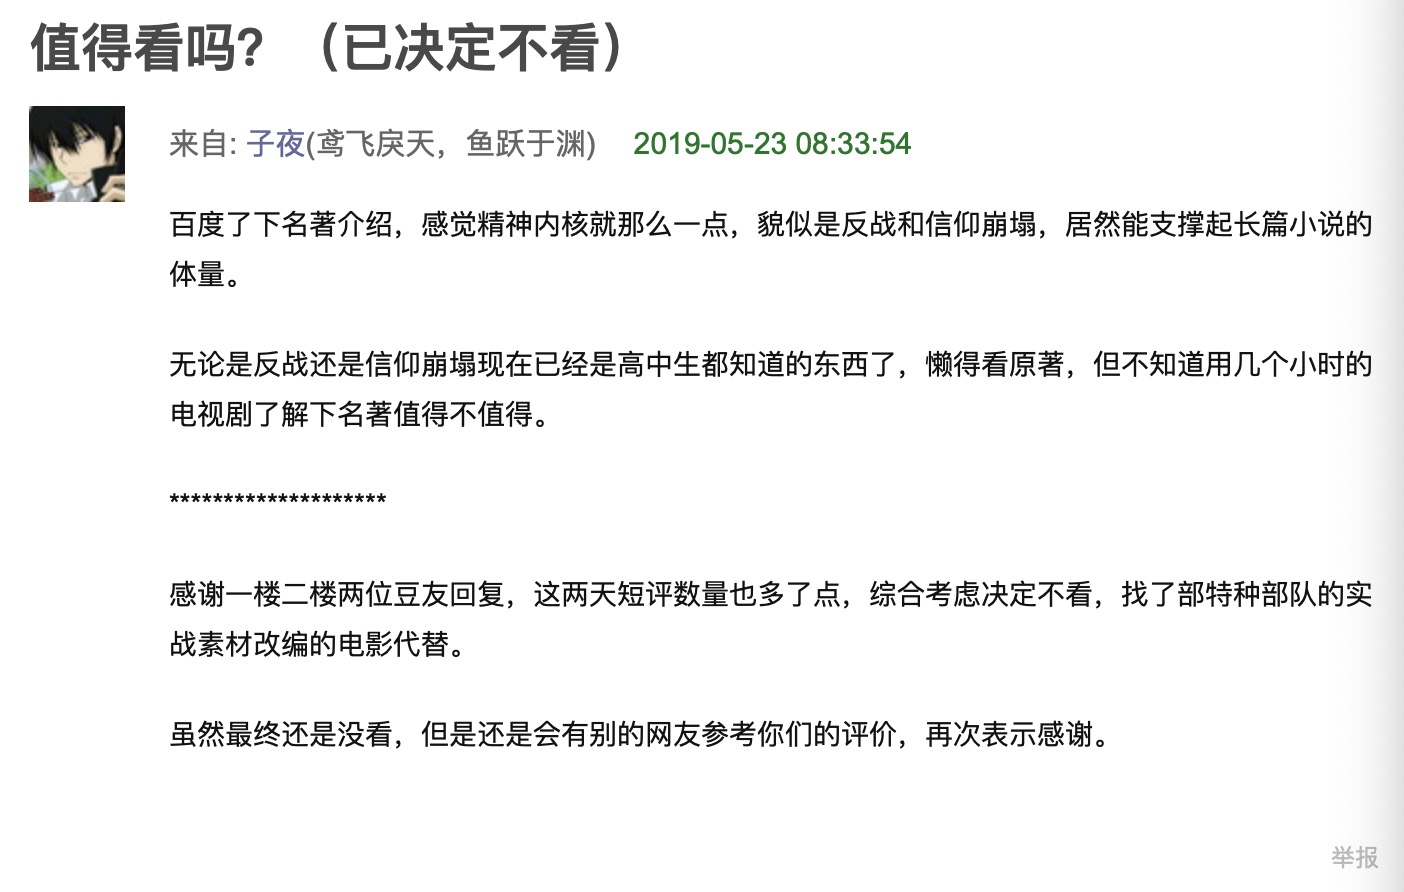 值得看吗？（已决定不看）
来自: 子夜(鸢飞戾天，鱼跃于渊) 2019-05-23 08:33:54
百度了下名著介绍，感觉精神内核就那么一点，貌似是反战和信仰崩塌，居然能支撑起长篇小说的
体量。
无论是反战还是信仰崩塌现在已经是高中生都知道的东西了，懒得看原著，但不知道用几个小时的
电视剧了解下名著值得不值得。
********************
感谢一楼二楼两位豆友回复，这两天短评数量也多了点，综合考虑决定不看，找了部特种部队的实
战素材改编的电影代替。
虽然最终还是没看，但是还是会有别的网友参考你们的评价，再次表示感谢。
举报